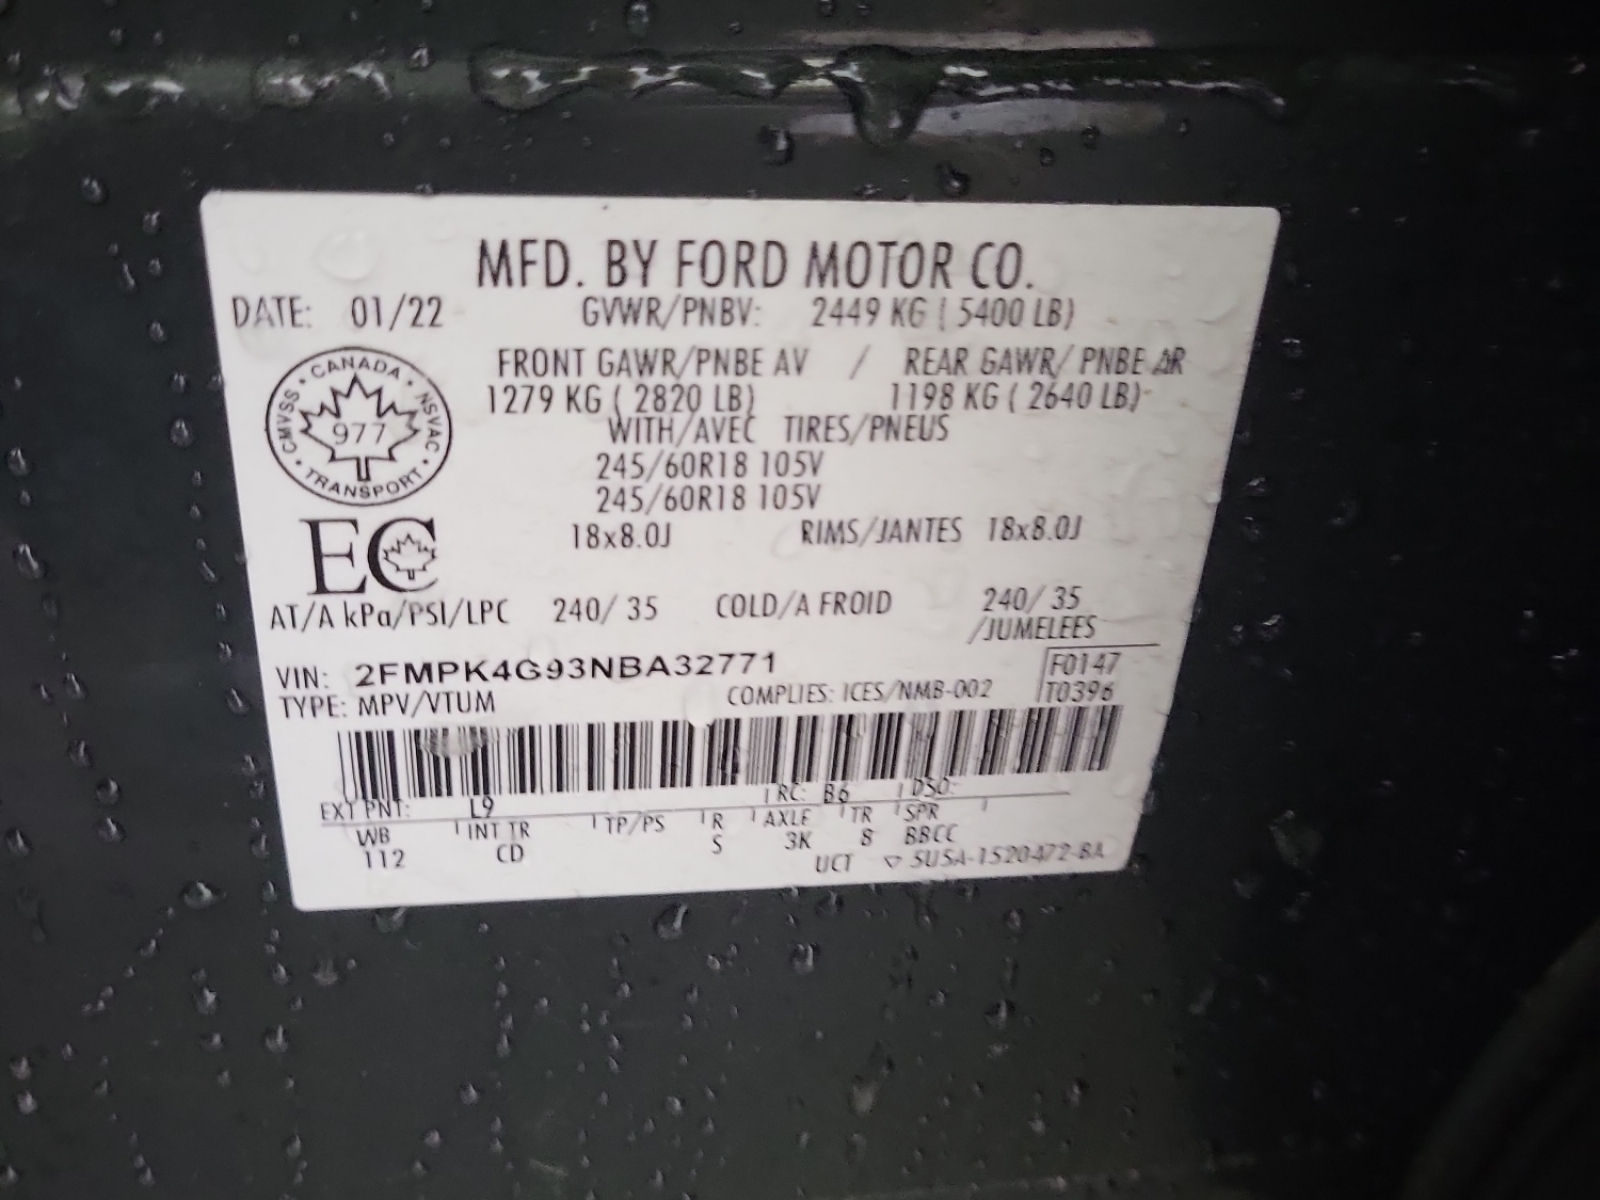 MFD. BY FORD MOTOR CO.
DATE: 01/22 GVWR/PNBV: 2449 KG ( 5400 LB)
FRONT GAWR/PNBE AV / REAR GAWR/ PNBE AR
1279 KG ( 2820 LB) 1198 KG ( 2640 LB)
WITH/AVEC TIRES/PNEUS
245/60R18 105V
245/60R18 105V
18x8.0J RIMS/JANTES 18x8.0J
CANADA
CMVSS NSVAC
977
TRANSPORT
EC
AT/A kPa/PSI/LPC 240/ 35 COLD/A FROID 240/ 35
/JUMELEES
VIN: 2FMPK4G93NBA32771 F0147
TYPE: MPV/VTUM COMPLIES: ICES/NMB-002 T0396
EXT PNT: L9 RC: B6 DSO:
WB INT TR TP/PS R AXLE TR SPR
112 CD S 3K 8 BBCC
UCT ▽ 5U5A-1520472-BA